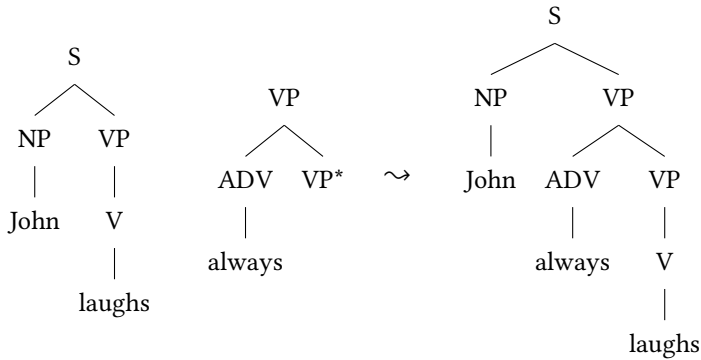 S
NP VP
John V
laughs
VP
ADV VP*
always
⤳
S
NP VP
John ADV VP
always V
laughs